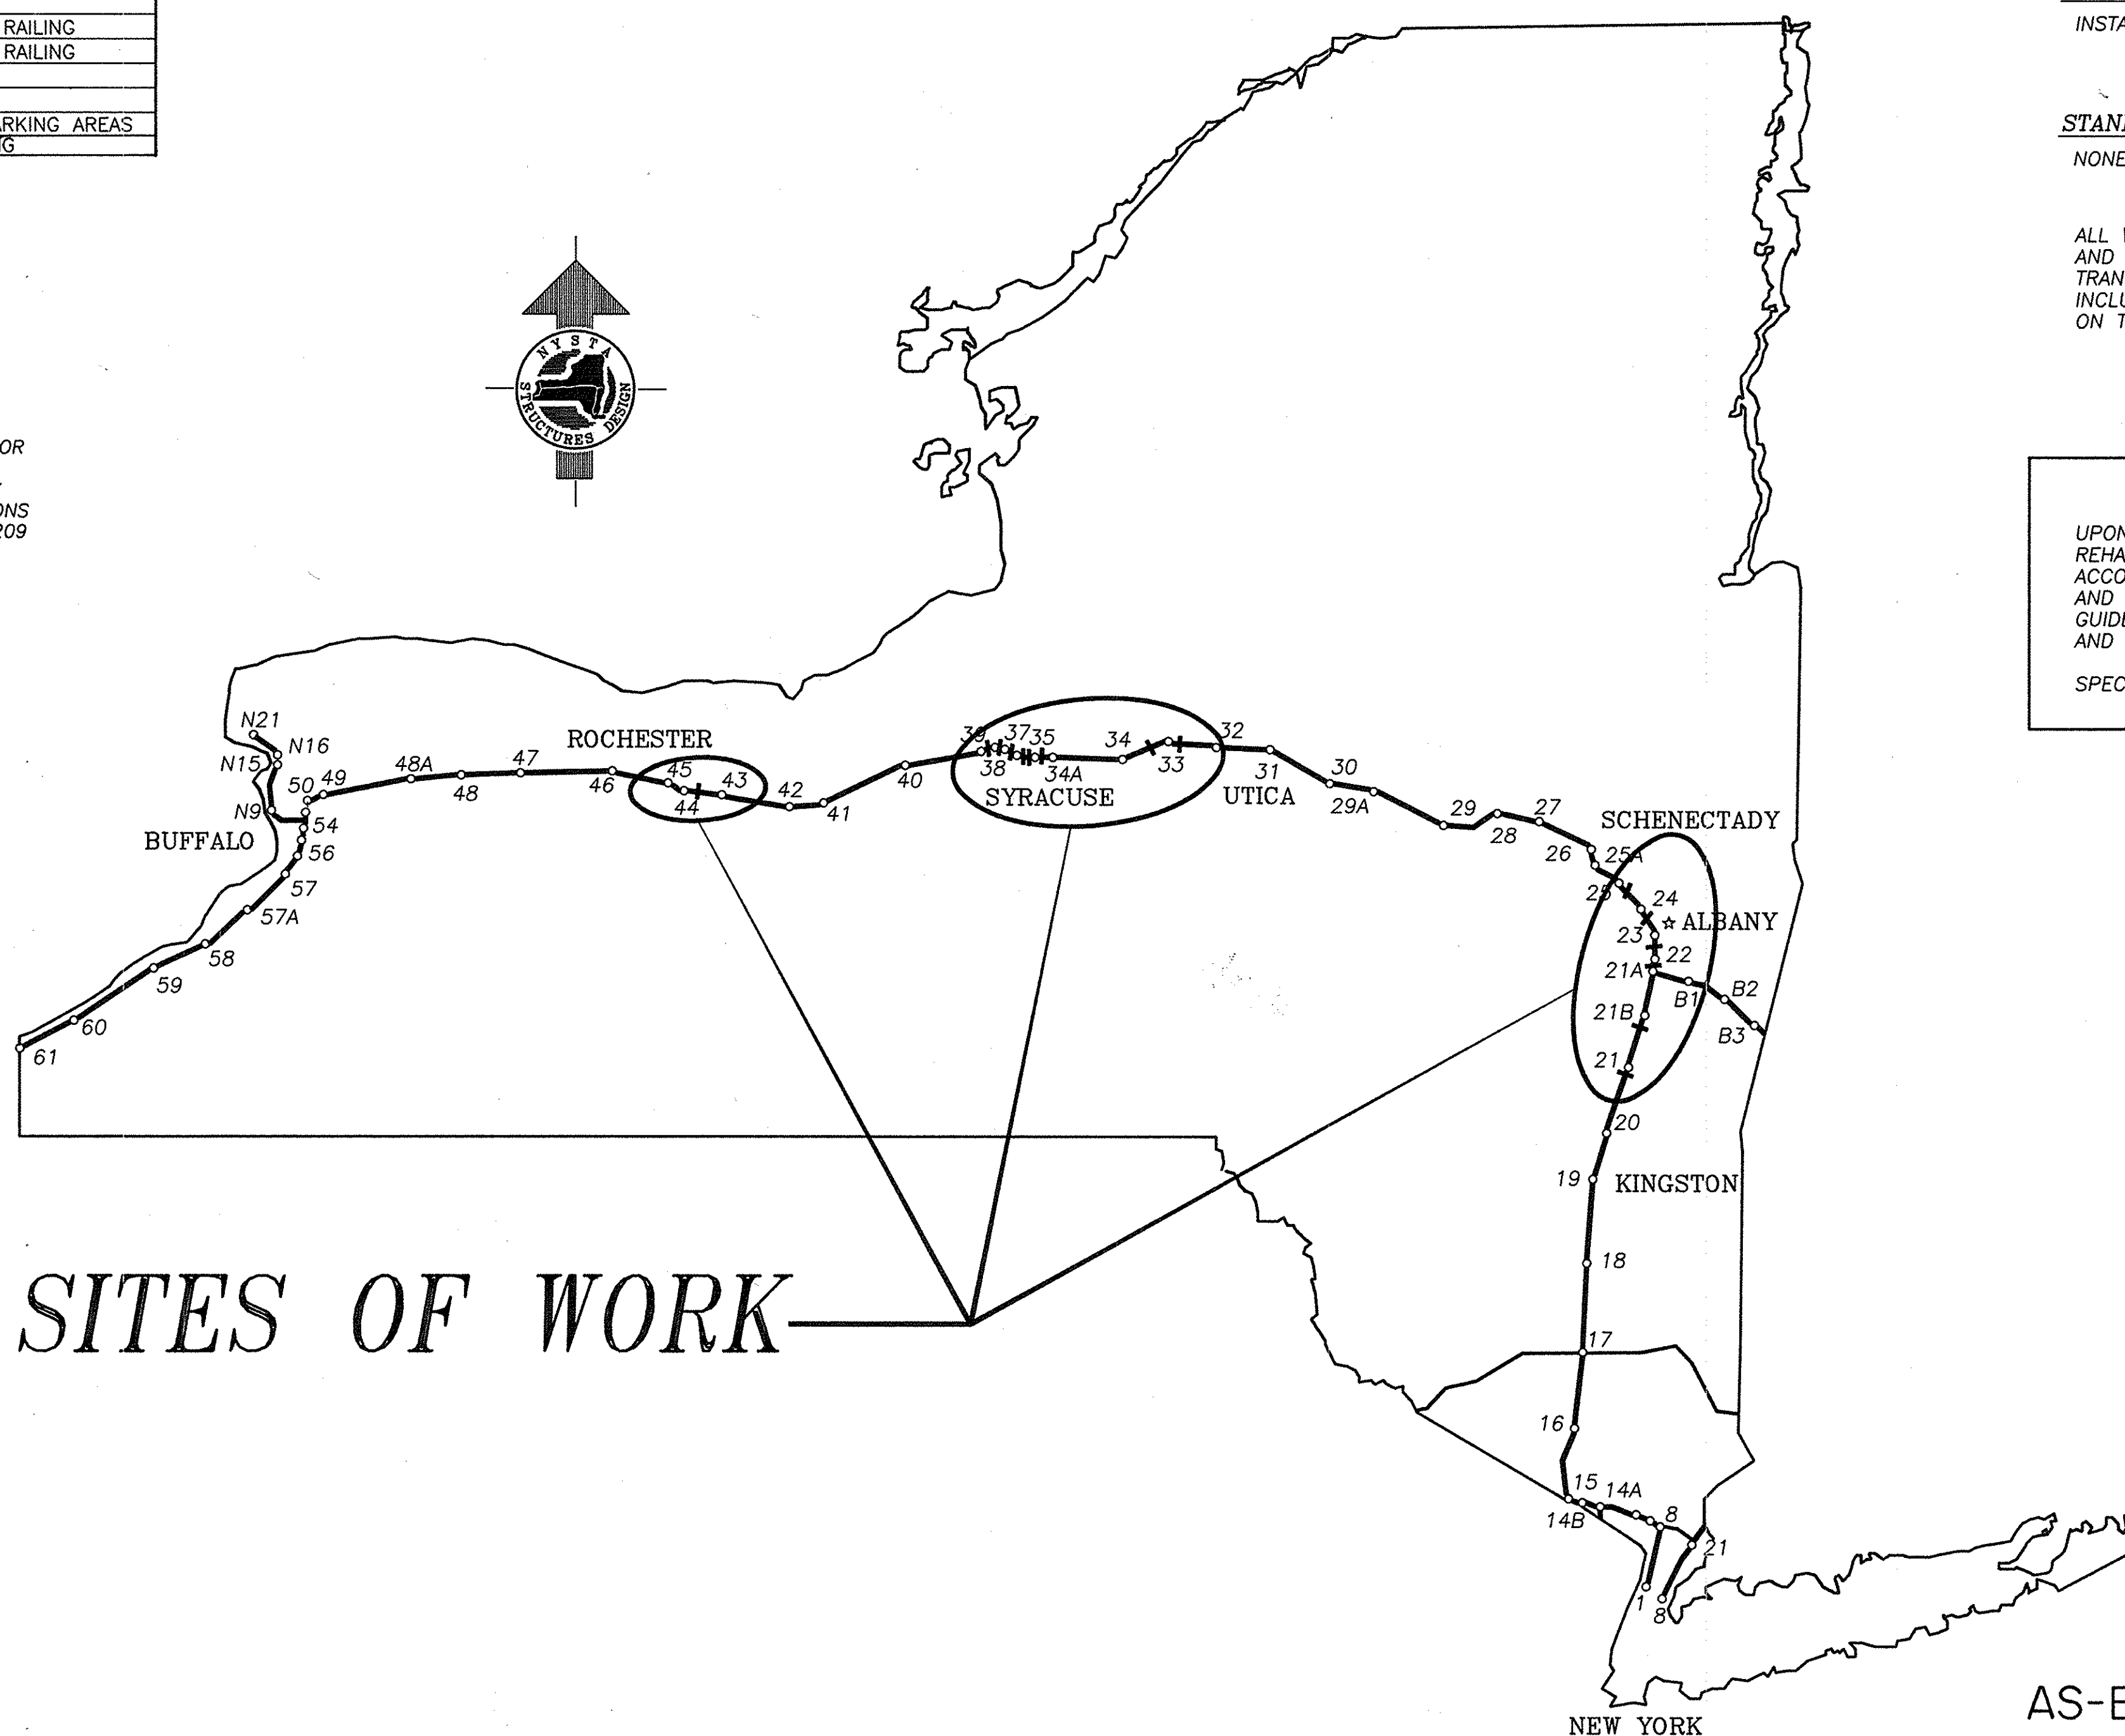 RAILING
RAILING
ARKING AREAS
G
OR
ONS
209
INSTA
STAN
NONE
ALL
AND
TRAN
INCLU
ON T
UPON
REHA
ACCO
AND
GUIDE
AND
SPEC
NYSTA
STRUCTURES DESIGN
N21
N16
N15
N9
50
49
48A
48
47
46
45
44
43
42
41
40
39
38
37
35
34A
34
33
32
31
30
29A
29
28
27
26
25A
25
24
23
22
21A
B1
B2
B3
21B
21
20
19
18
17
16
15
14A
14B
8
21
1
8
54
56
57
57A
58
59
60
61
ROCHESTER
SYRACUSE
UTICA
SCHENECTADY
ALBANY
BUFFALO
KINGSTON
SITES OF WORK
NEW YORK
AS-B